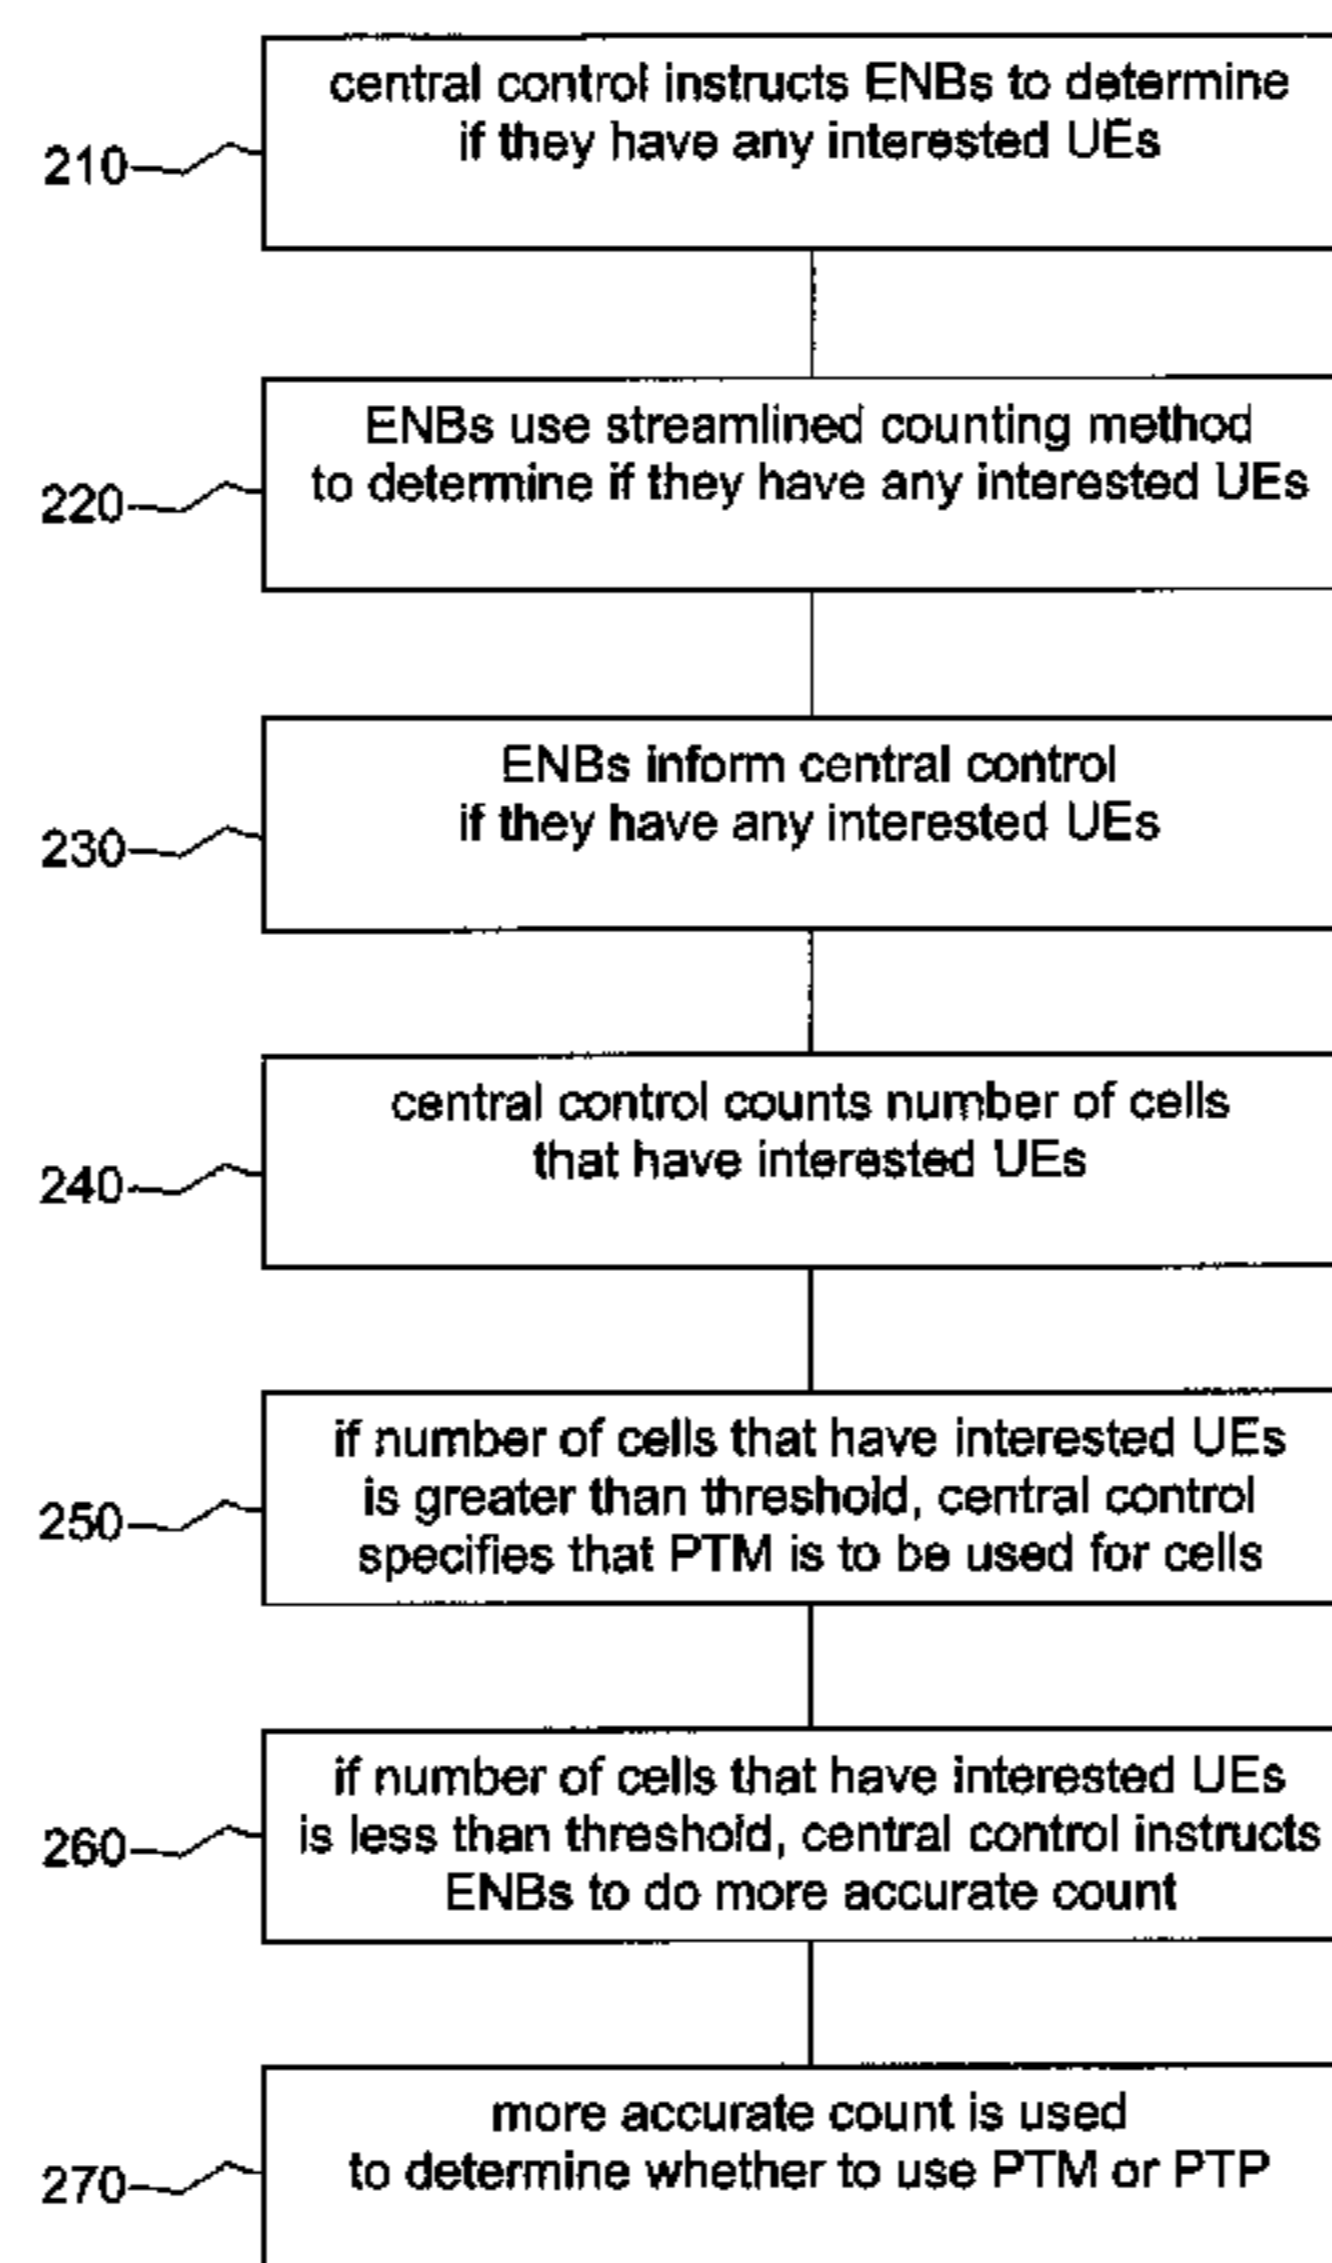 central control instructs ENBs to determine
if they have any interested UEs
210
ENBs use streamlined counting method
to determine if they have any interested UEs
220
ENBs inform central control
if they have any interested UEs
230
central control counts number of cells
that have interested UEs
240
if number of cells that have interested UEs
is greater than threshold, central control
specifies that PTM is to be used for cells
250
if number of cells that have interested UEs
is less than threshold, central control instructs
ENBs to do more accurate count
260
more accurate count is used
to determine whether to use PTM or PTP
270